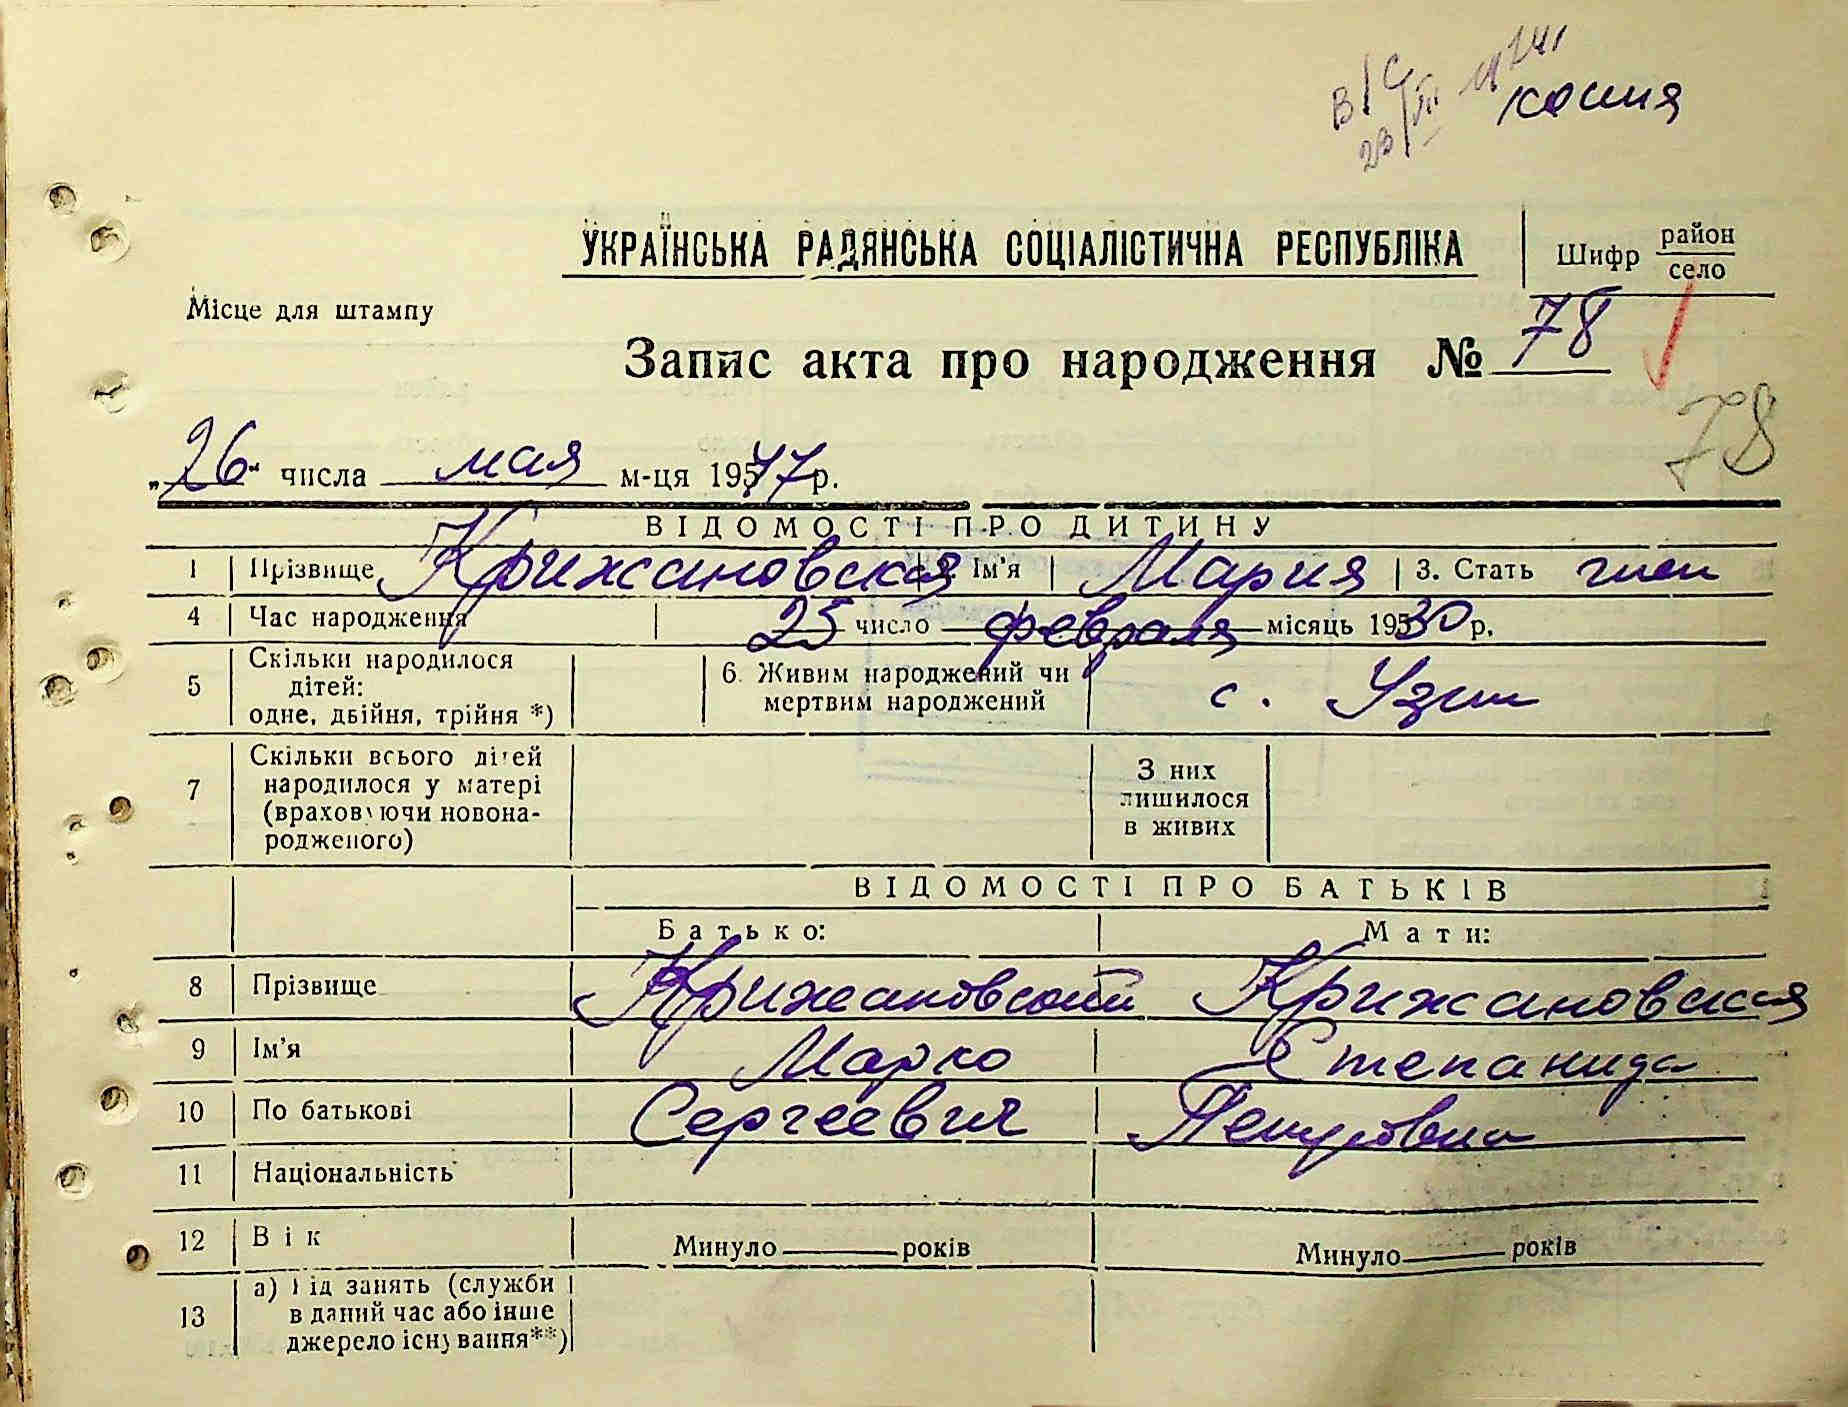 копия
УКРАЇНСЬКА РАДЯНСЬКА СОЦІАЛІСТИЧНА РЕСПУБЛІКА
Шифр район
село
Місце для штампу
Запис акта про народження № 78
78
„26" числа мая м-ця 1977р.
ВІДОМОСТІ ПРО ДИТИНУ
1 Прізвище Крижановская 2. Ім'я Мария 3. Стать
4 Час народження 25 число февраля місяць 1930р.
5 Скільки народилося дітей: одне, двійня, трійня *) 6. Живим народжений чи мертвим народжений с. Узин
7 Скільки всього дітей народилося у матері (враховуючи новонародженого) З них лишилося в живих
ВІДОМОСТІ ПРО БАТЬКІВ
Батько: Мати:
8 Прізвище Крижановский Крижановская
9 Ім'я Марко Степанида
10 По батькові Сергеевич Петровна
11 Національність
12 Вік Минуло років Минуло років
13 а) Рід занять (служби в даний час або інше джерело існування**)